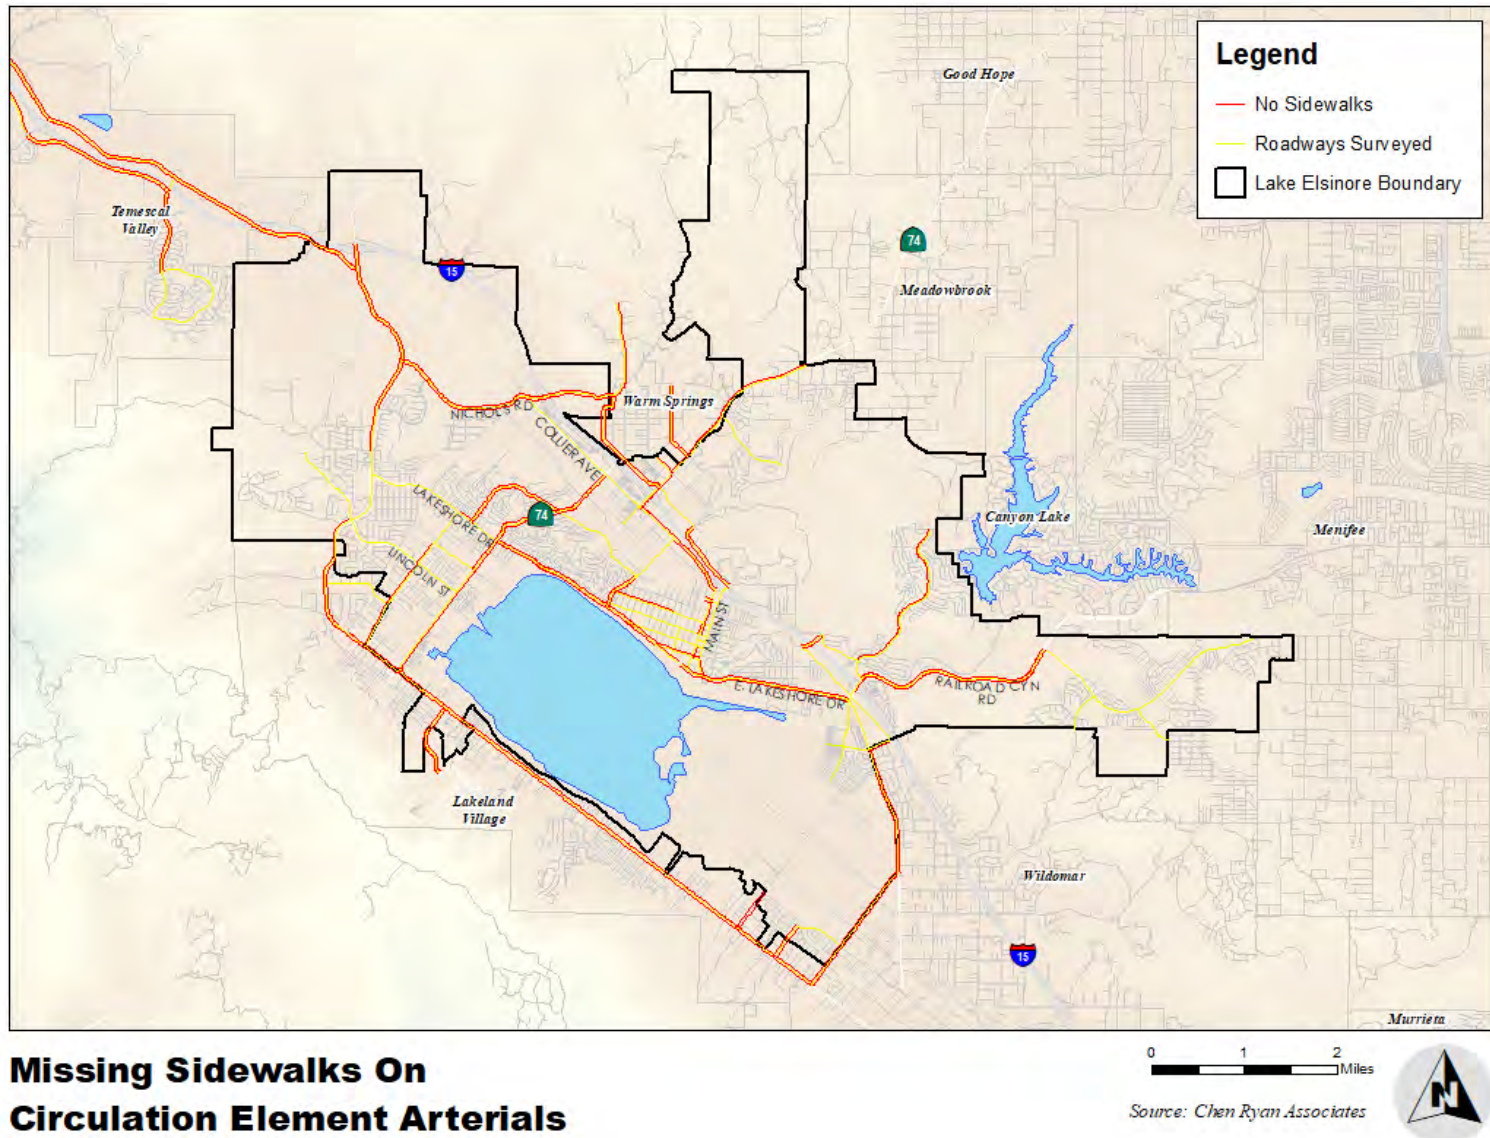 Legend
No Sidewalks
Roadways Surveyed
Lake Elsinore Boundary
Good Hope
Temescal
Valley
74
15
Meadowbrook
NICHOLS RD
Warm Springs
COLLIER AVE
LAKESHORE DR
74
Canyon Lake
Menifee
LINCOLN ST
MAIN ST
E. LAKESHORE DR
RAILROAD CYN
RD
Lakeland
Village
Wildomar
15
Murrieta
Missing Sidewalks On
Circulation Element Arterials
0 1 2
Miles
Source: Chen Ryan Associates
N